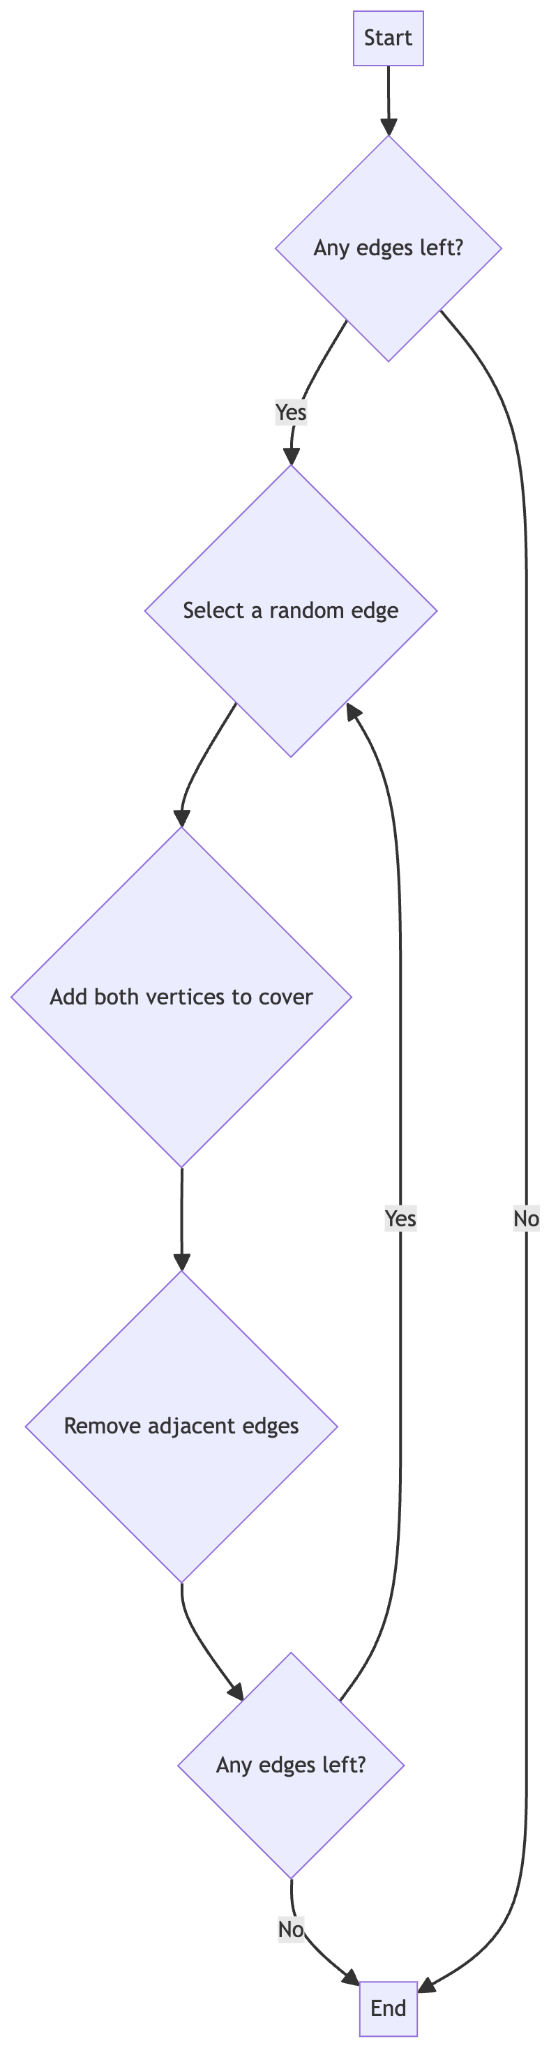 Start
Any edges left?
Yes
Select a random edge
Add both vertices to cover
Yes
No
Remove adjacent edges
Any edges left?
No
End